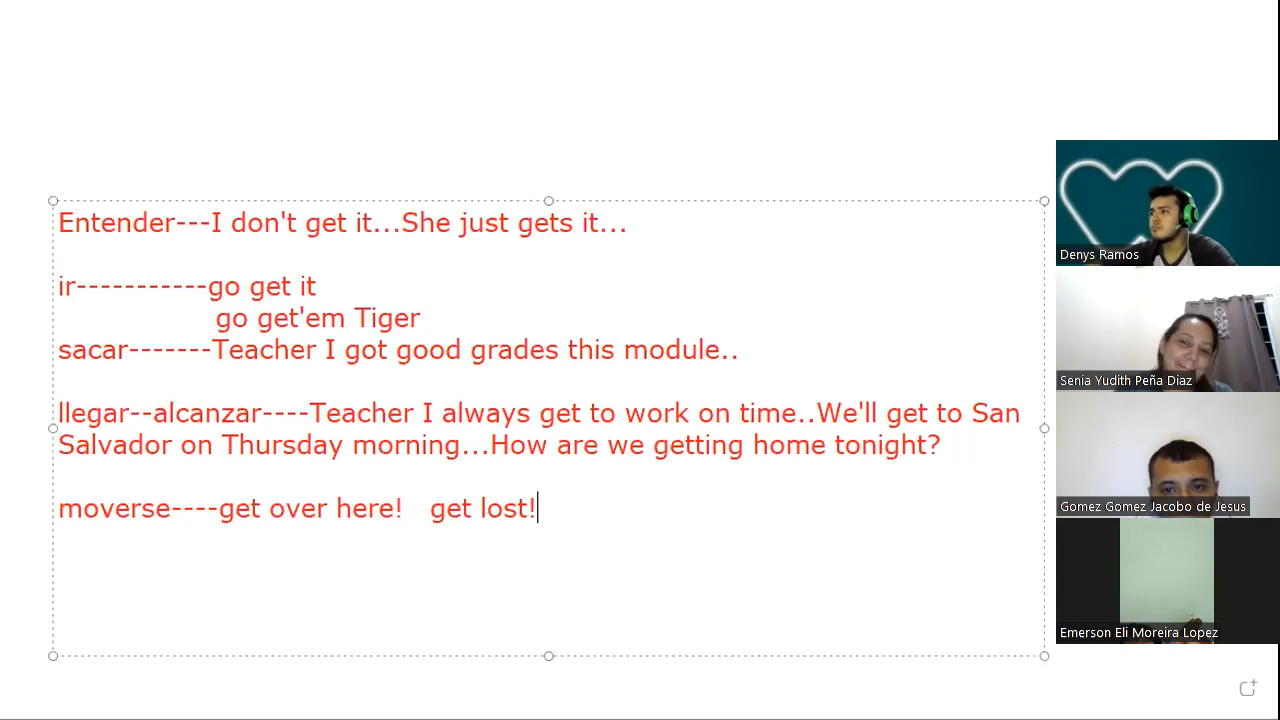 Entender---I don't get it...She just gets it...
ir-----------go get it
go get'em Tiger
sacar-------Teacher I got good grades this module..
llegar--alcanzar----Teacher I always get to work on time..We'll get to San
Salvador on Thursday morning...How are we getting home tonight?
moverse----get over here!   get lost!
Denys Ramos
Senia Yudith Peña Diaz
Gomez Gomez Jacobo de Jesus
Emerson Eli Moreira Lopez